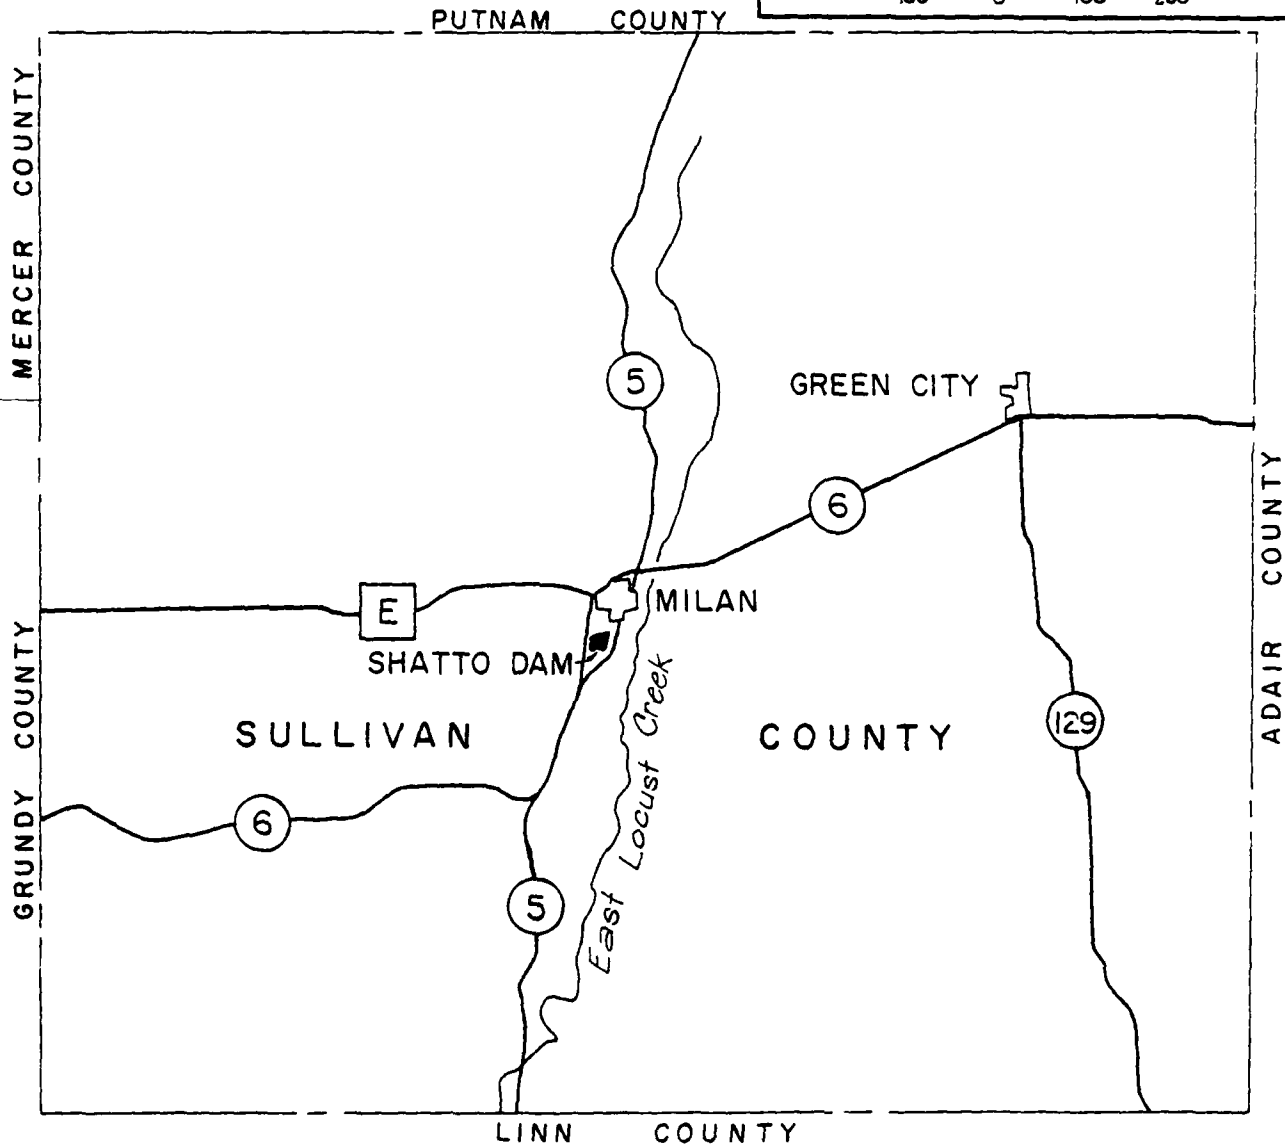 PUTNAM COUNTY
MERCER COUNTY
5
GREEN CITY
6
ADAIR COUNTY
E
MILAN
SHATTO DAM
GRUNDY COUNTY
SULLIVAN COUNTY
129
East Locust Creek
6
5
LINN COUNTY